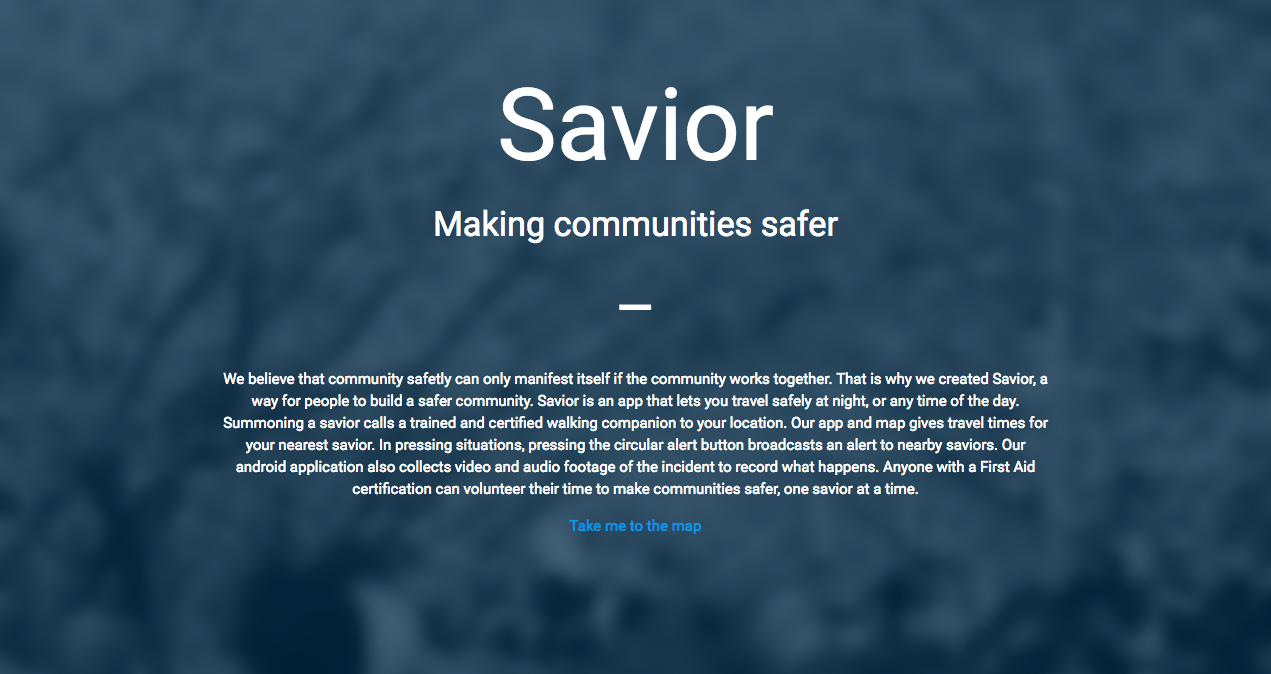 Savior
Making communities safer
We believe that community safetly can only manifest itself if the community works together. That is why we created Savior, a
way for people to build a safer community. Savior is an app that lets you travel safely at night, or any time of the day.
Summoning a savior calls a trained and certified walking companion to your location. Our app and map gives travel times for
your nearest savior. In pressing situations, pressing the circular alert button broadcasts an alert to nearby saviors. Our
android application also collects video and audio footage of the incident to record what happens. Anyone with a First Aid
certification can volunteer their time to make communities safer, one savior at a time.
Take me to the map